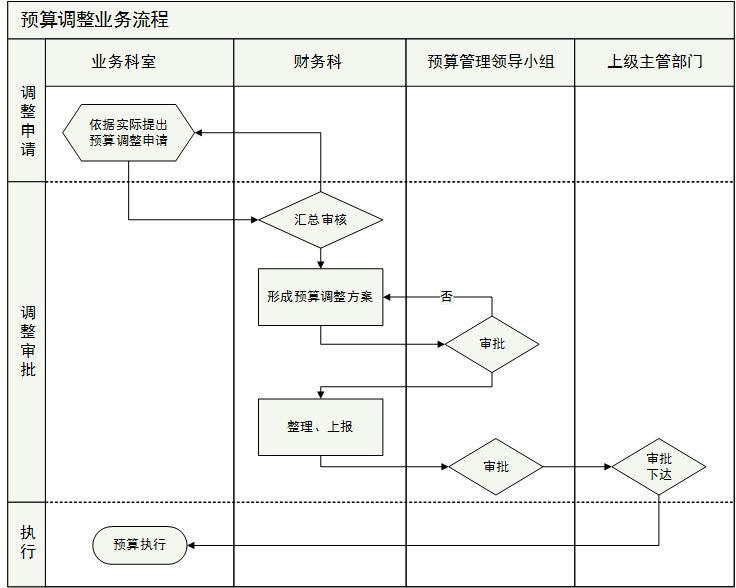 预算调整业务流程
业务科室
财务科
预算管理领导小组
上级主管部门
调整申请
依据实际提出
预算调整申请
汇总审核
调整审批
形成预算调整方案
否
审批
整理、上报
审批
审批
下达
执行
预算执行